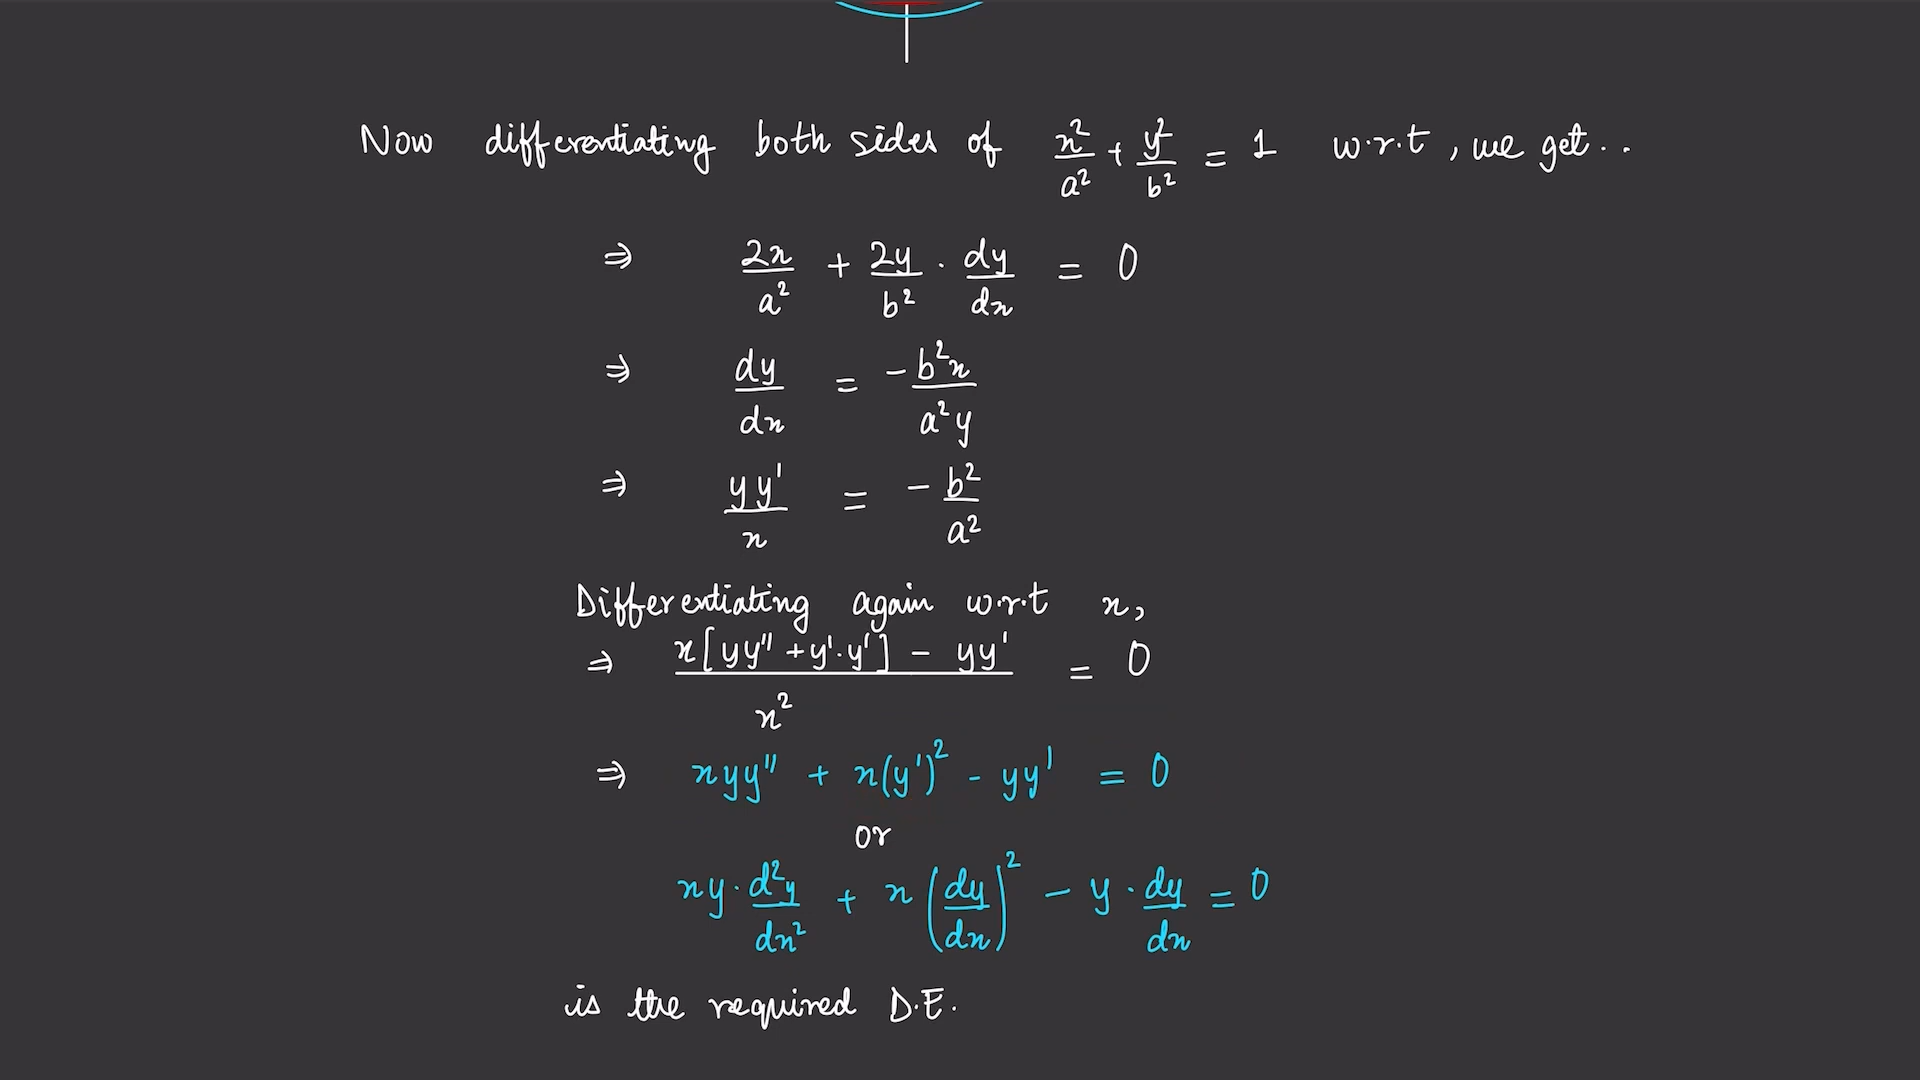 Now differentiating both sides of x²/a² + y²/b² = 1 w.r.t, we get..
⇒ 2x/a² + 2y/b² · dy/dx = 0
⇒ dy/dx = -b²x/a²y
⇒ yy'/x = -b²/a²
Differentiating again w.r.t x,
⇒ x[yy'' + y'·y'] - yy' / x² = 0
⇒ xyy'' + x(y')² - yy' = 0
or
xy · d²y/dx² + x(dy/dx)² - y · dy/dx = 0
is the required D.E.